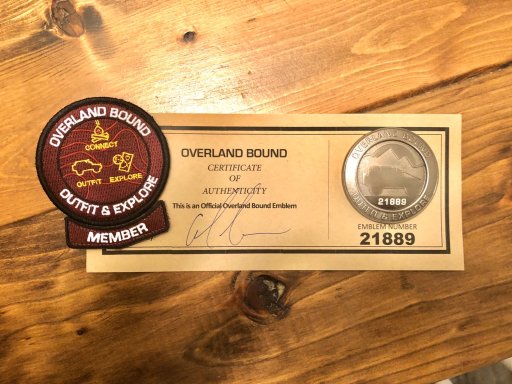 OVERLAND BOUND
CONNECT
OUTFIT EXPLORE
OUTFIT & EXPLORE
MEMBER
OVERLAND BOUND
CERTIFICATE
OF
AUTHENTICITY
This is an Official Overland Bound Emblem
OVERLAND BOUND
21889
OUTFIT & EXPLORE
EMBLEM NUMBER
21889